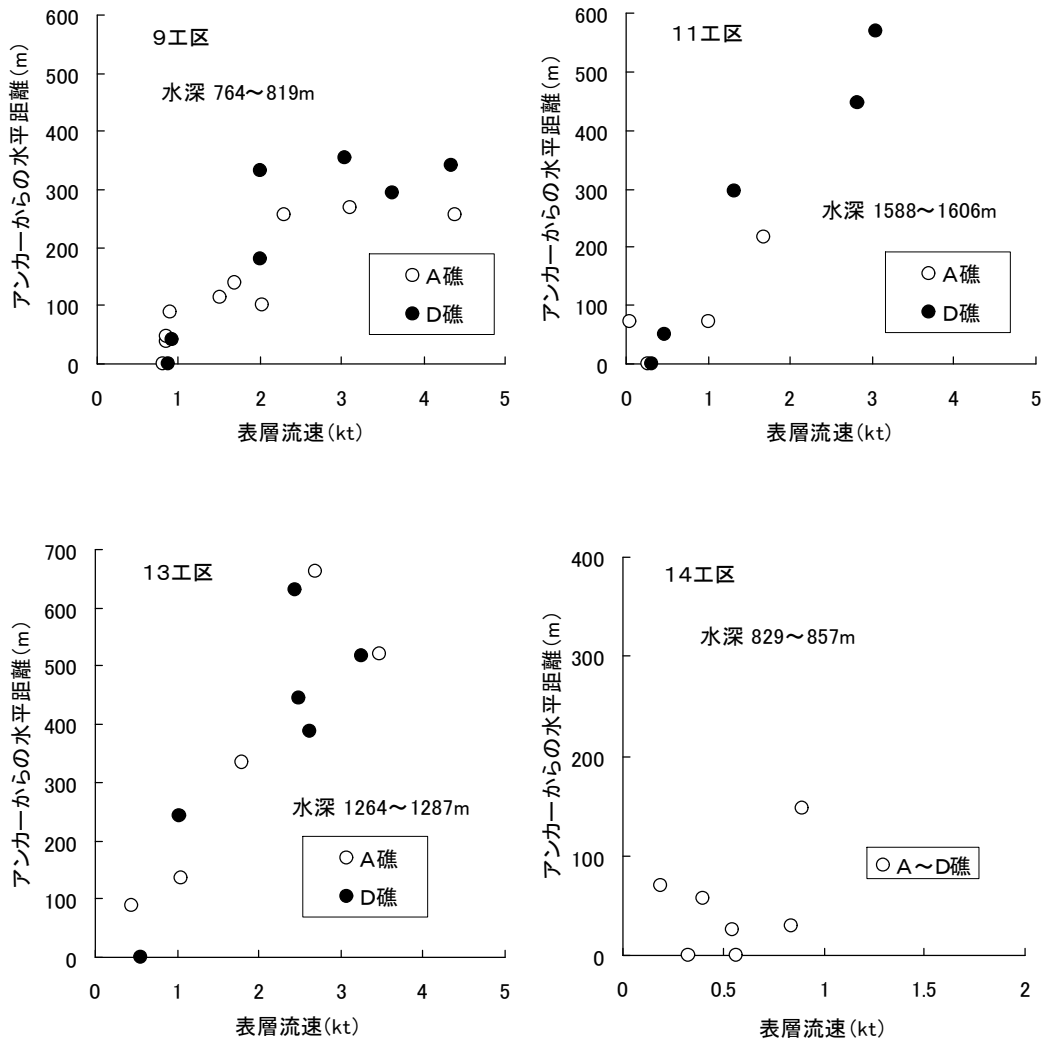 9工区
水深 764～819m
アンカーからの水平距離(m)
600
500
400
300
200
100
0
A礁
D礁
0 1 2 3 4 5
表層流速(kt)
11工区
水深 1588～1606m
アンカーからの水平距離(m)
600
500
400
300
200
100
0
A礁
D礁
0 1 2 3 4 5
表層流速(kt)
13工区
水深 1264～1287m
アンカーからの水平距離(m)
700
600
500
400
300
200
100
0
A礁
D礁
0 1 2 3 4 5
表層流速(kt)
14工区
水深 829～857m
アンカーからの水平距離(m)
400
300
200
100
0
A～D礁
0 0.5 1 1.5 2
表層流速(kt)